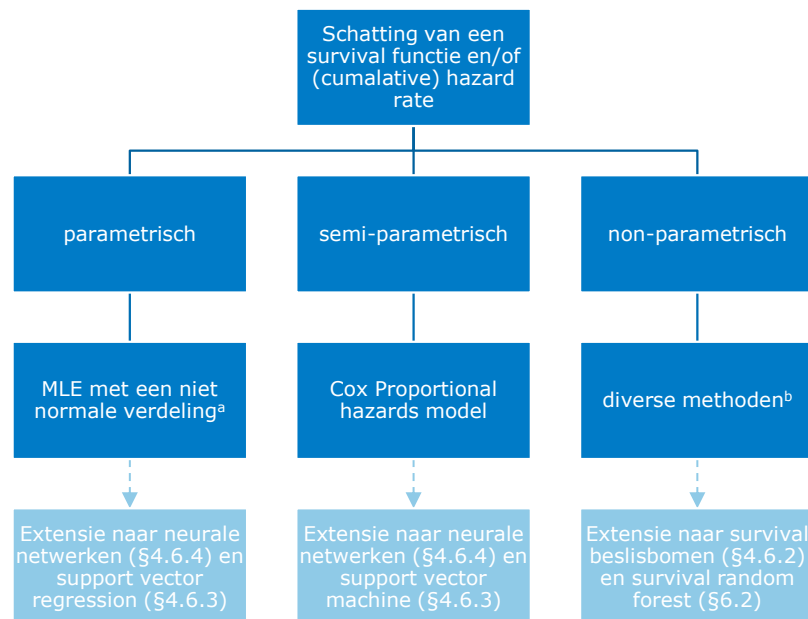 Schatting van een
survival functie en/of
(cumalative) hazard
rate
parametrisch
semi-parametrisch
non-parametrisch
MLE met een niet
normale verdelingᵃ
Cox Proportional
hazards model
diverse methodenᵇ
Extensie naar neurale
netwerken (§4.6.4) en
support vector
regression (§4.6.3)
Extensie naar neurale
netwerken (§4.6.4) en
support vector
machine (§4.6.3)
Extensie naar survival
beslisbomen (§4.6.2)
en survival random
forest (§6.2)